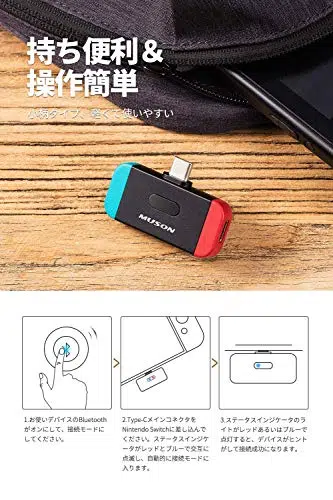 持ち便利＆
操作簡単
小柄タイプ、軽くて使いやすい
MUSON
1.お使いデバイスのBluetooth
がオンにして、接続モードに
してください。
2.Type-Cメインコネクタを
Nintendo Switchに差し込んで
ください。ステータスインジケ
ータがレッドとブルーで交互に
点滅し、自動的に接続モードに
入ります。
3.ステータスインジケータのラ
イトがレッドあるいはブルーで
点灯すると、デバイスがヒント
がして接続成功になります。